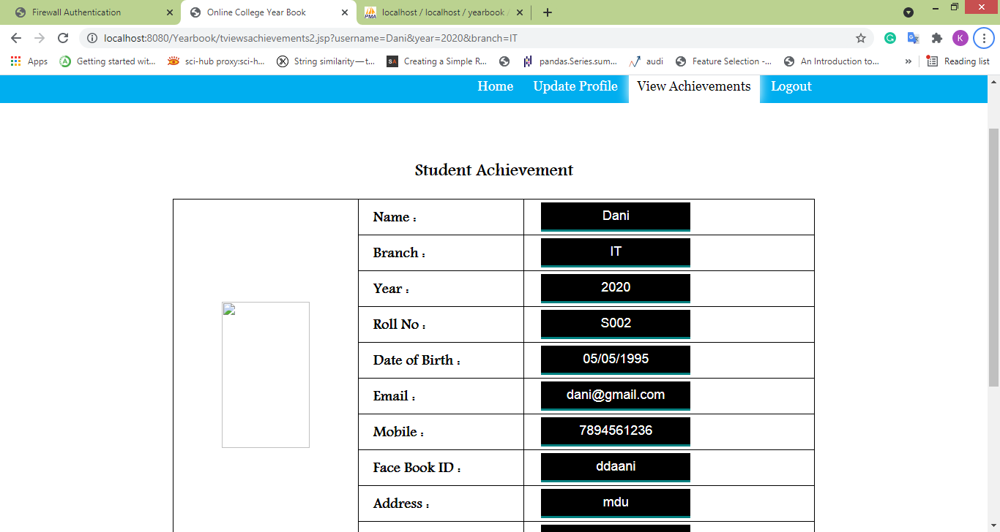 Firewall Authentication
Online College Year Book
PMA localhost / localhost / yearbook /
localhost:8080/Yearbook/tviewsachievements2.jsp?username=Dani&year=2020&branch=IT
K
Apps
Getting started wit...
sci-hub proxy:sci-h...
String similarity — t...
SA Creating a Simple R...
pandas.Series.sum...
audi
Feature Selection -...
An Introduction to...
»
Reading list
Home
Update Profile
View Achievements
Logout
Student Achievement
Name : Dani
Branch : IT
Year : 2020
Roll No : S002
Date of Birth : 05/05/1995
Email : dani@gmail.com
Mobile : 7894561236
Face Book ID : ddaani
Address : mdu